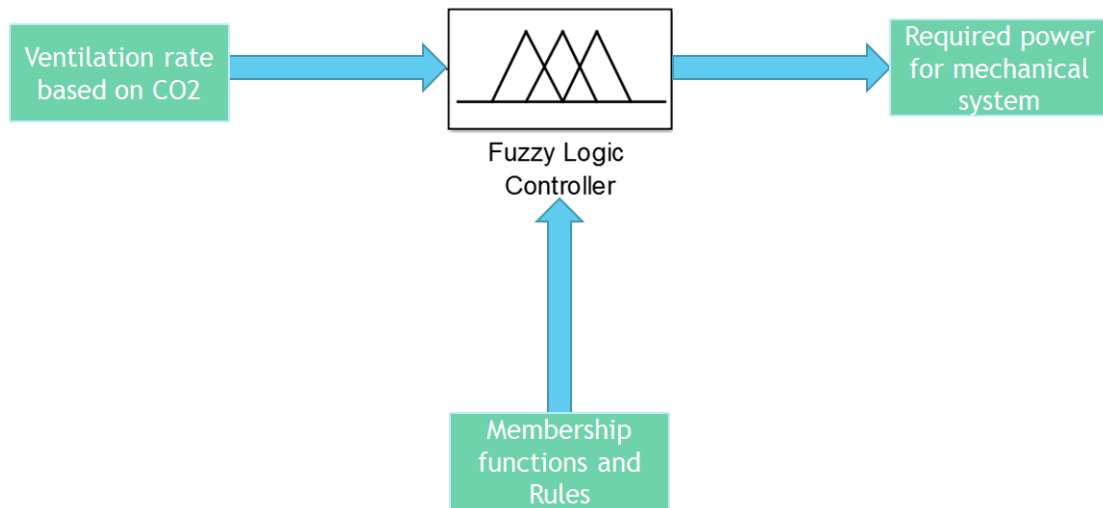 Ventilation rate
based on CO2
Required power
for mechanical
system
Fuzzy Logic
Controller
Membership
functions and
Rules